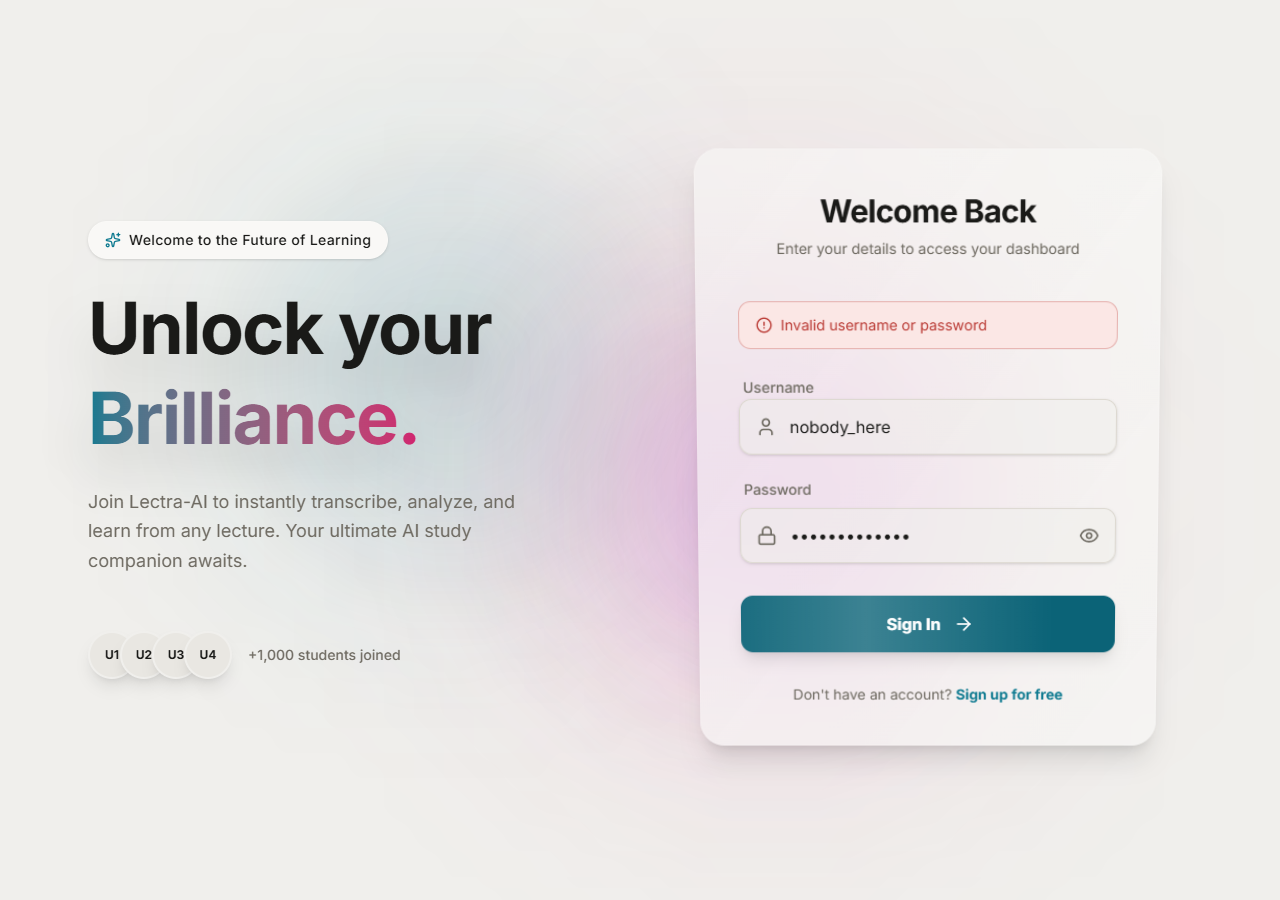 Welcome to the Future of Learning
Unlock your
Brilliance.
Join Lectra-AI to instantly transcribe, analyze, and
learn from any lecture. Your ultimate AI study
companion awaits.
U1 U2 U3 U4 +1,000 students joined
Welcome Back
Enter your details to access your dashboard
Invalid username or password
Username
nobody_here
Password
•••••••••••••
Sign In
Don't have an account? Sign up for free